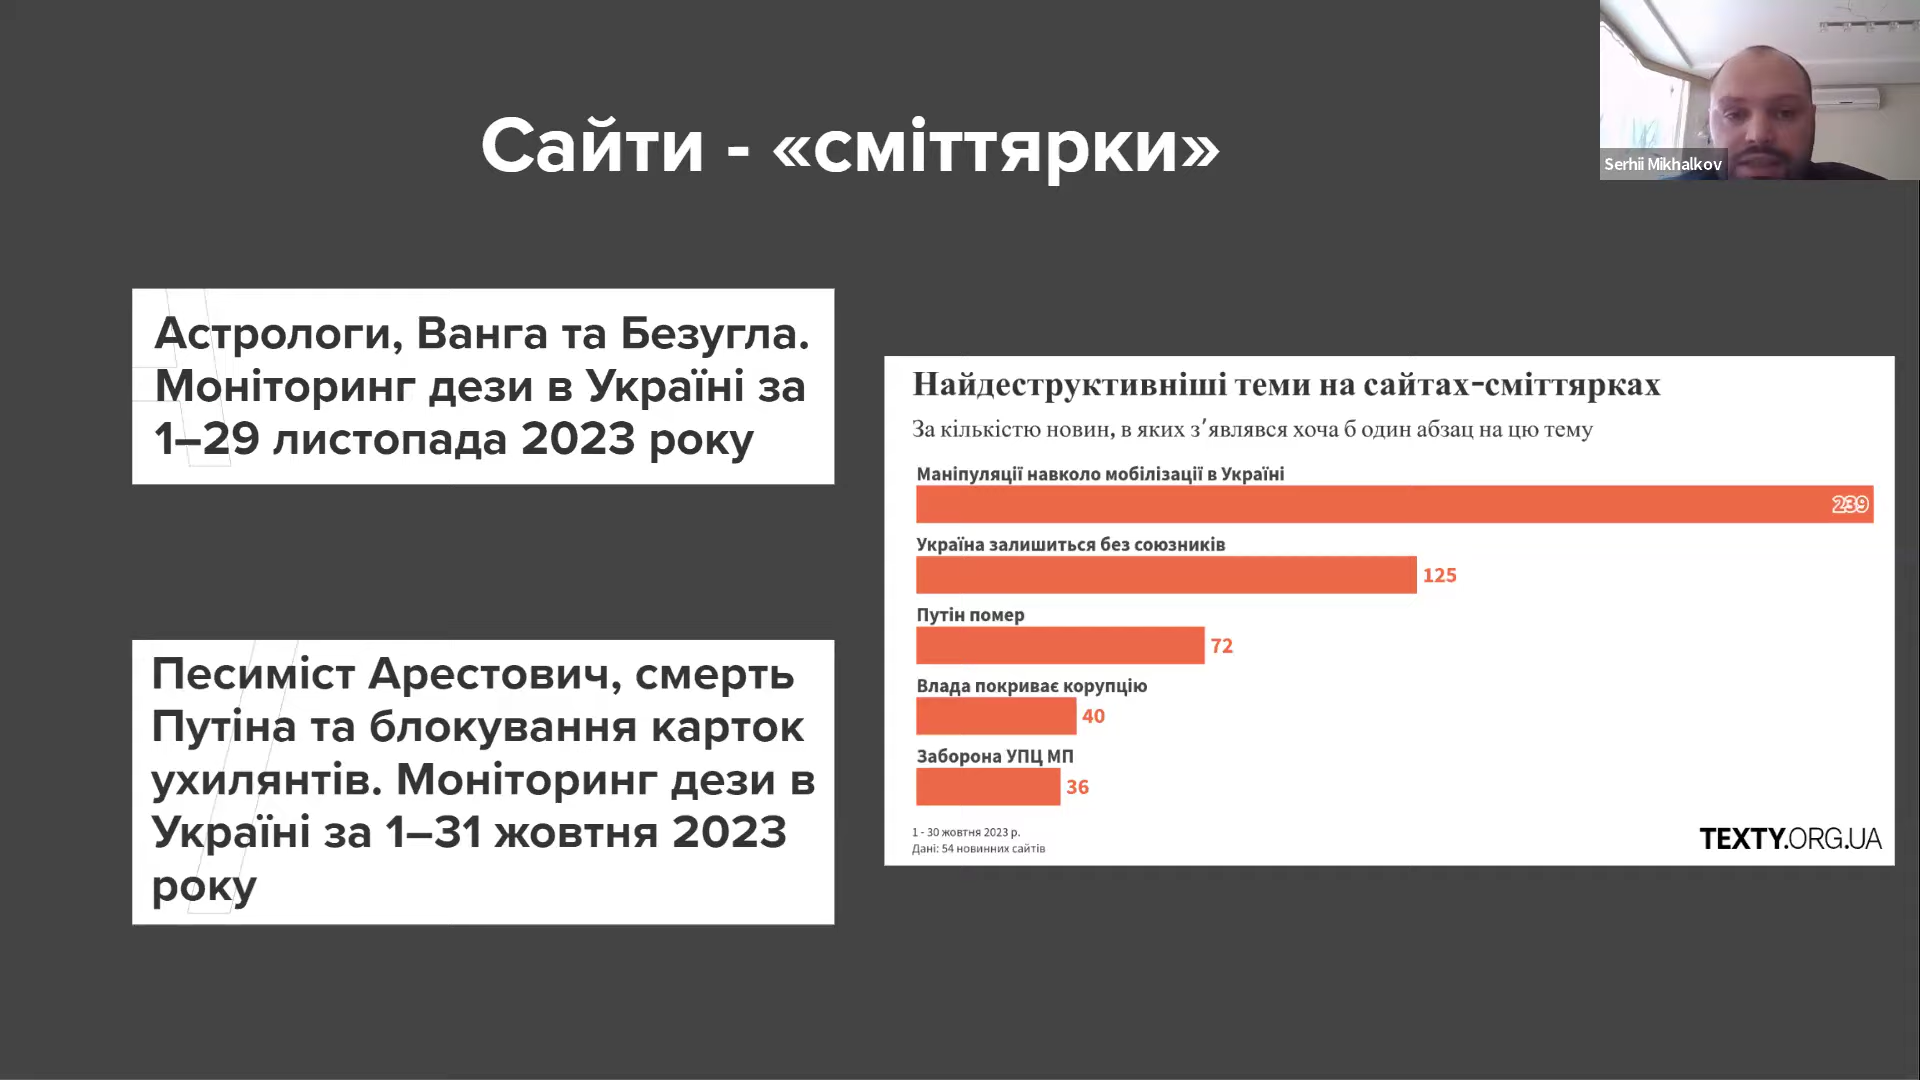 Сайти - «сміттярки»
Serhii Mikhalkov
Астрологи, Ванга та Безугла.
Моніторинг дези в Україні за
1–29 листопада 2023 року
Песиміст Арестович, смерть
Путіна та блокування карток
ухилянтів. Моніторинг дези в
Україні за 1–31 жовтня 2023
року
Найдеструктивніші теми на сайтах-сміттярках
За кількістю новин, в яких зʼявлявся хоча б один абзац на цю тему
Маніпуляції навколо мобілізації в Україні
239
Україна залишиться без союзників
125
Путін помер
72
Влада покриває корупцію
40
Заборона УПЦ МП
36
1 - 30 жовтня 2023 р.
Дані: 54 новинних сайтів
TEXTY.ORG.UA